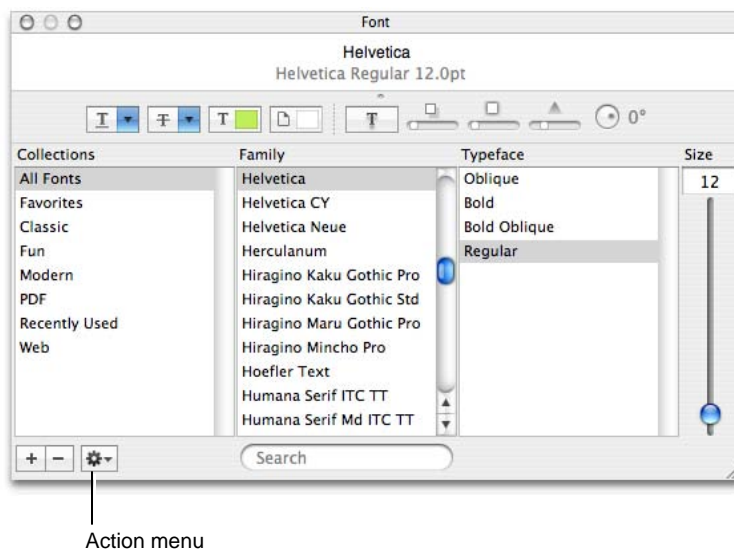 Font
Helvetica
Helvetica Regular 12.0pt
T T T T 0°
Collections Family Typeface Size
All Fonts Helvetica Oblique 12
Favorites Helvetica CY Bold
Classic Helvetica Neue Bold Oblique
Fun Herculanum Regular
Modern Hiragino Kaku Gothic Pro
PDF Hiragino Kaku Gothic Std
Recently Used Hiragino Maru Gothic Pro
Web Hiragino Mincho Pro
Hoefler Text
Humana Serif ITC TT
Humana Serif Md ITC TT
+ − Search
Action menu